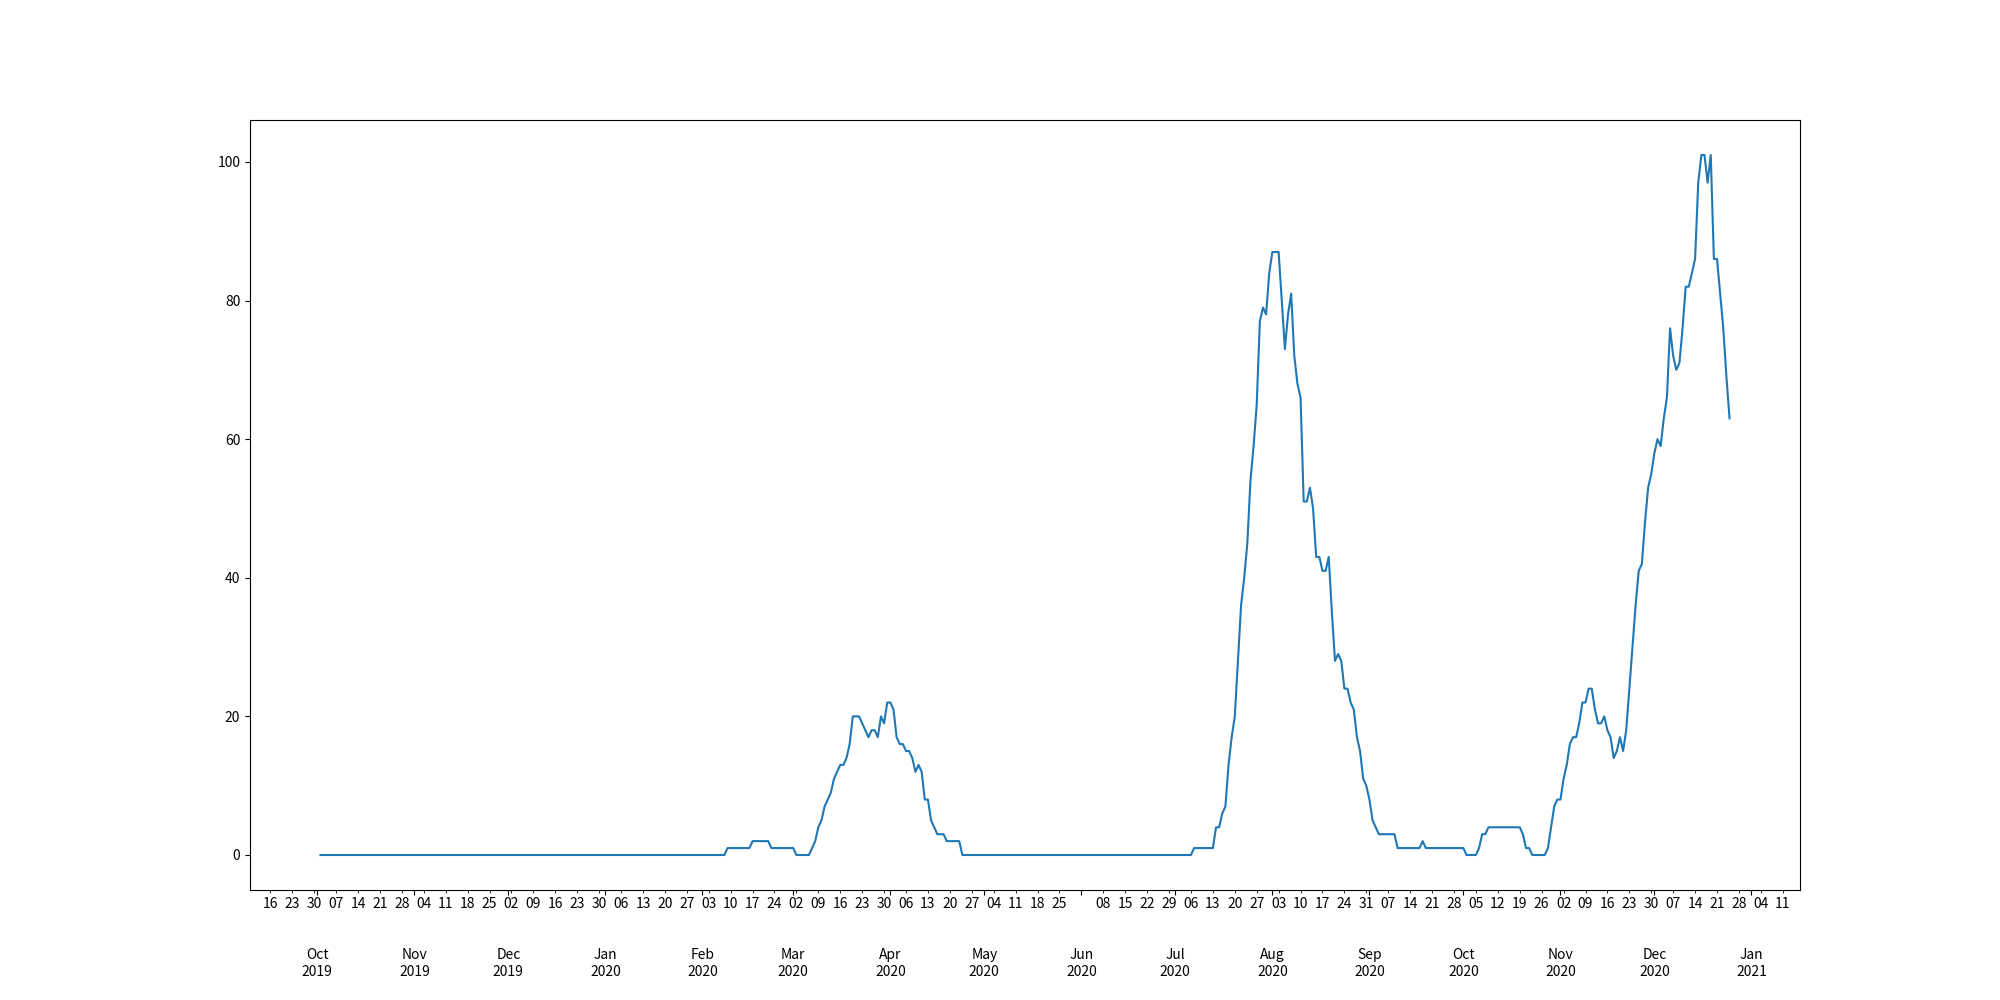 100
80
60
40
20
0
16 23 30 07 14 21 28 04 11 18 25 02 09 16 23 30 06 13 20 27 03 10 17 24 02 09 16 23 30 06 13 20 27 04 11 18 25 08 15 22 29 06 13 20 27 03 10 17 24 31 07 14 21 28 05 12 19 26 02 09 16 23 30 07 14 21 28 04 11
Oct Nov Dec Jan Feb Mar Apr May Jun Jul Aug Sep Oct Nov Dec Jan
2019 2019 2019 2020 2020 2020 2020 2020 2020 2020 2020 2020 2020 2020 2020 2021